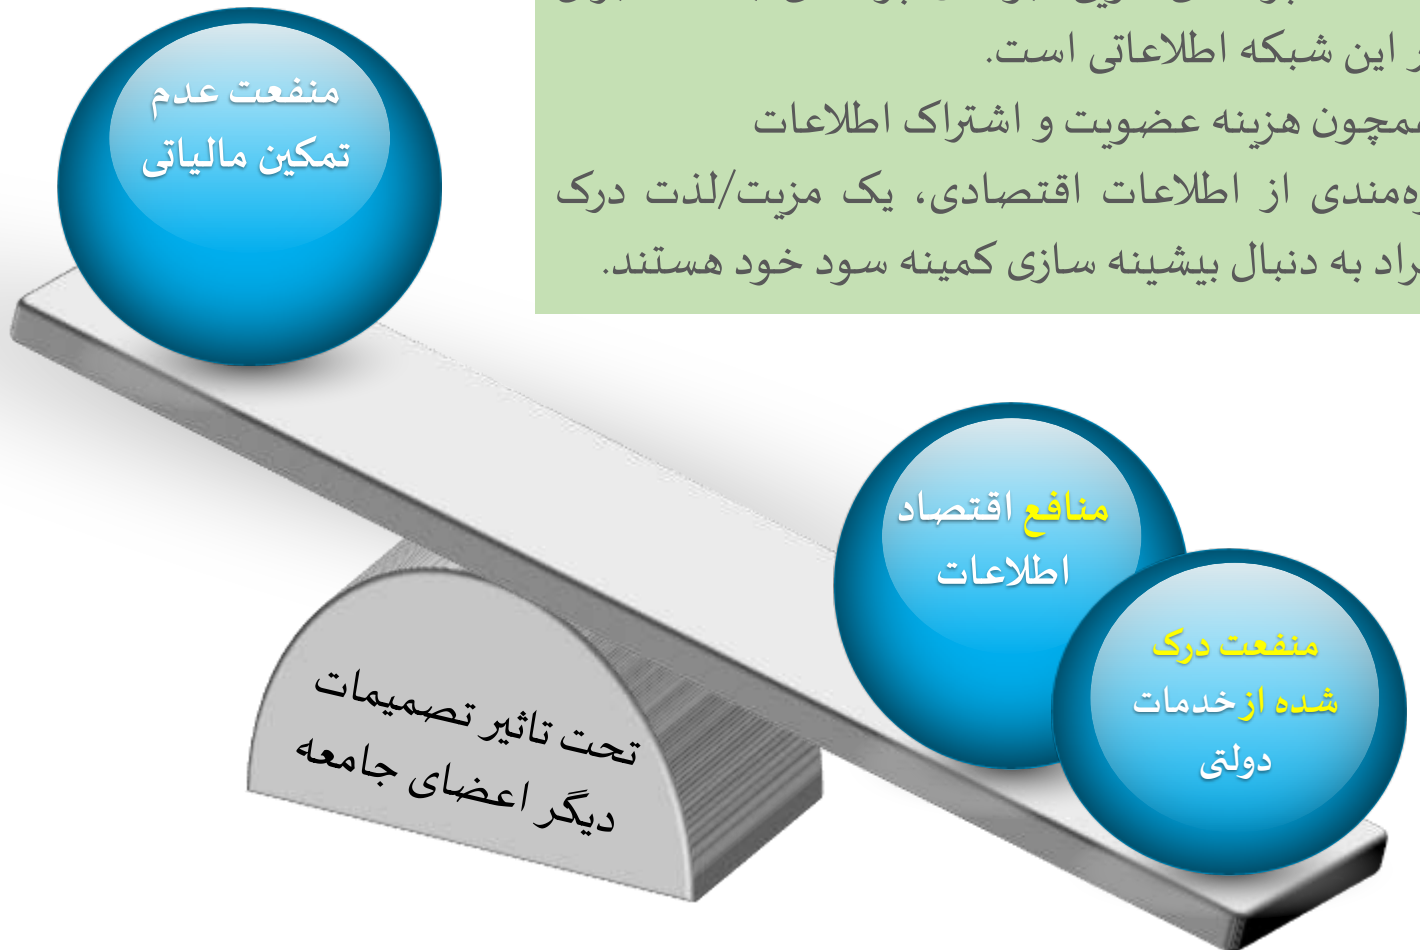 این شبکه اطلاعاتی است.
همچون هزینه عضویت و اشتراک اطلاعات
از اطلاعات اقتصادی، یک مزیت/لذت درک
به دنبال بیشینه سازی کمینه سود خود هستند.
منفعت عدم
تمکین مالیاتی
منافع اقتصاد
اطلاعات
منفعت درک
شده از خدمات
دولتی
تحت تاثیر تصمیمات
دیگر اعضای جامعه